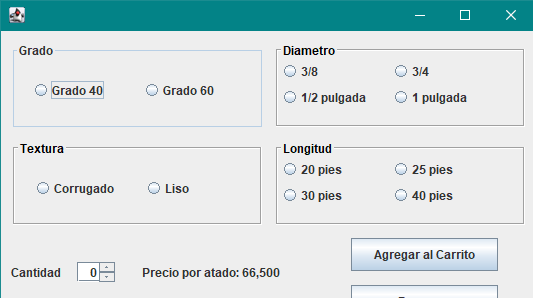 Grado
Grado 40 Grado 60
Diametro
3/8 3/4
1/2 pulgada 1 pulgada
Textura
Corrugado Liso
Longitud
20 pies 25 pies
30 pies 40 pies
Agregar al Carrito
Cantidad 0 Precio por atado: 66,500